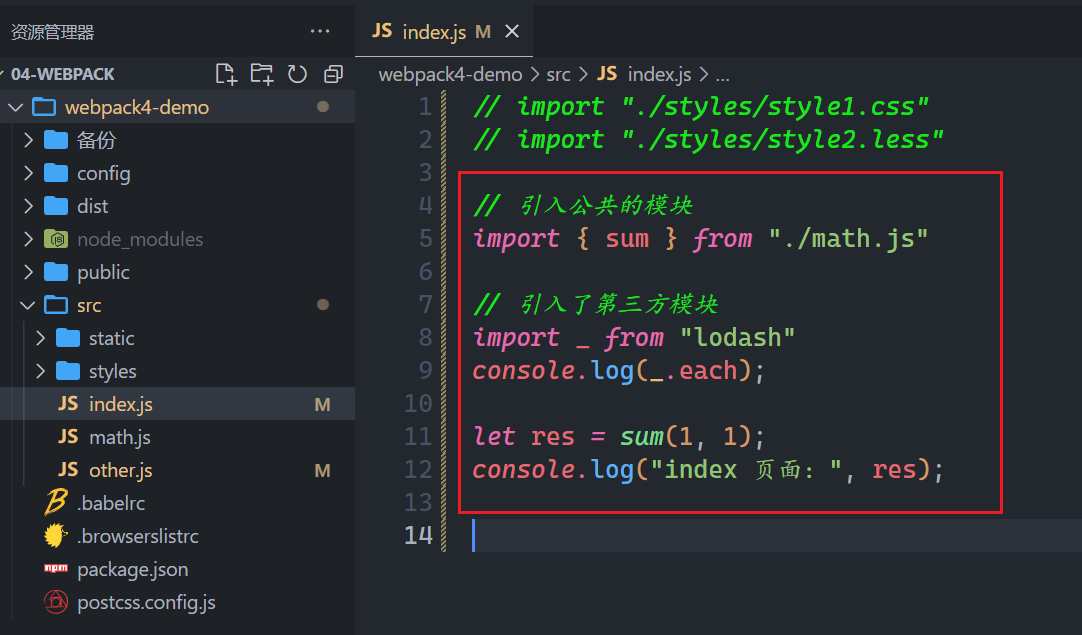 资源管理器 ...
04-WEBPACK
webpack4-demo
备份
config
dist
node_modules
public
src
static
styles
JS index.js M
JS math.js
JS other.js M
.babelrc
.browserslistrc
npm package.json
postcss.config.js
JS index.js M
webpack4-demo > src > JS index.js > ...
1 // import "./styles/style1.css"
2 // import "./styles/style2.less"
3
4 // 引入公共的模块
5 import { sum } from "./math.js"
6
7 // 引入了第三方模块
8 import _ from "lodash"
9 console.log(_.each);
10
11 let res = sum(1, 1);
12 console.log("index 页面: ", res);
13
14